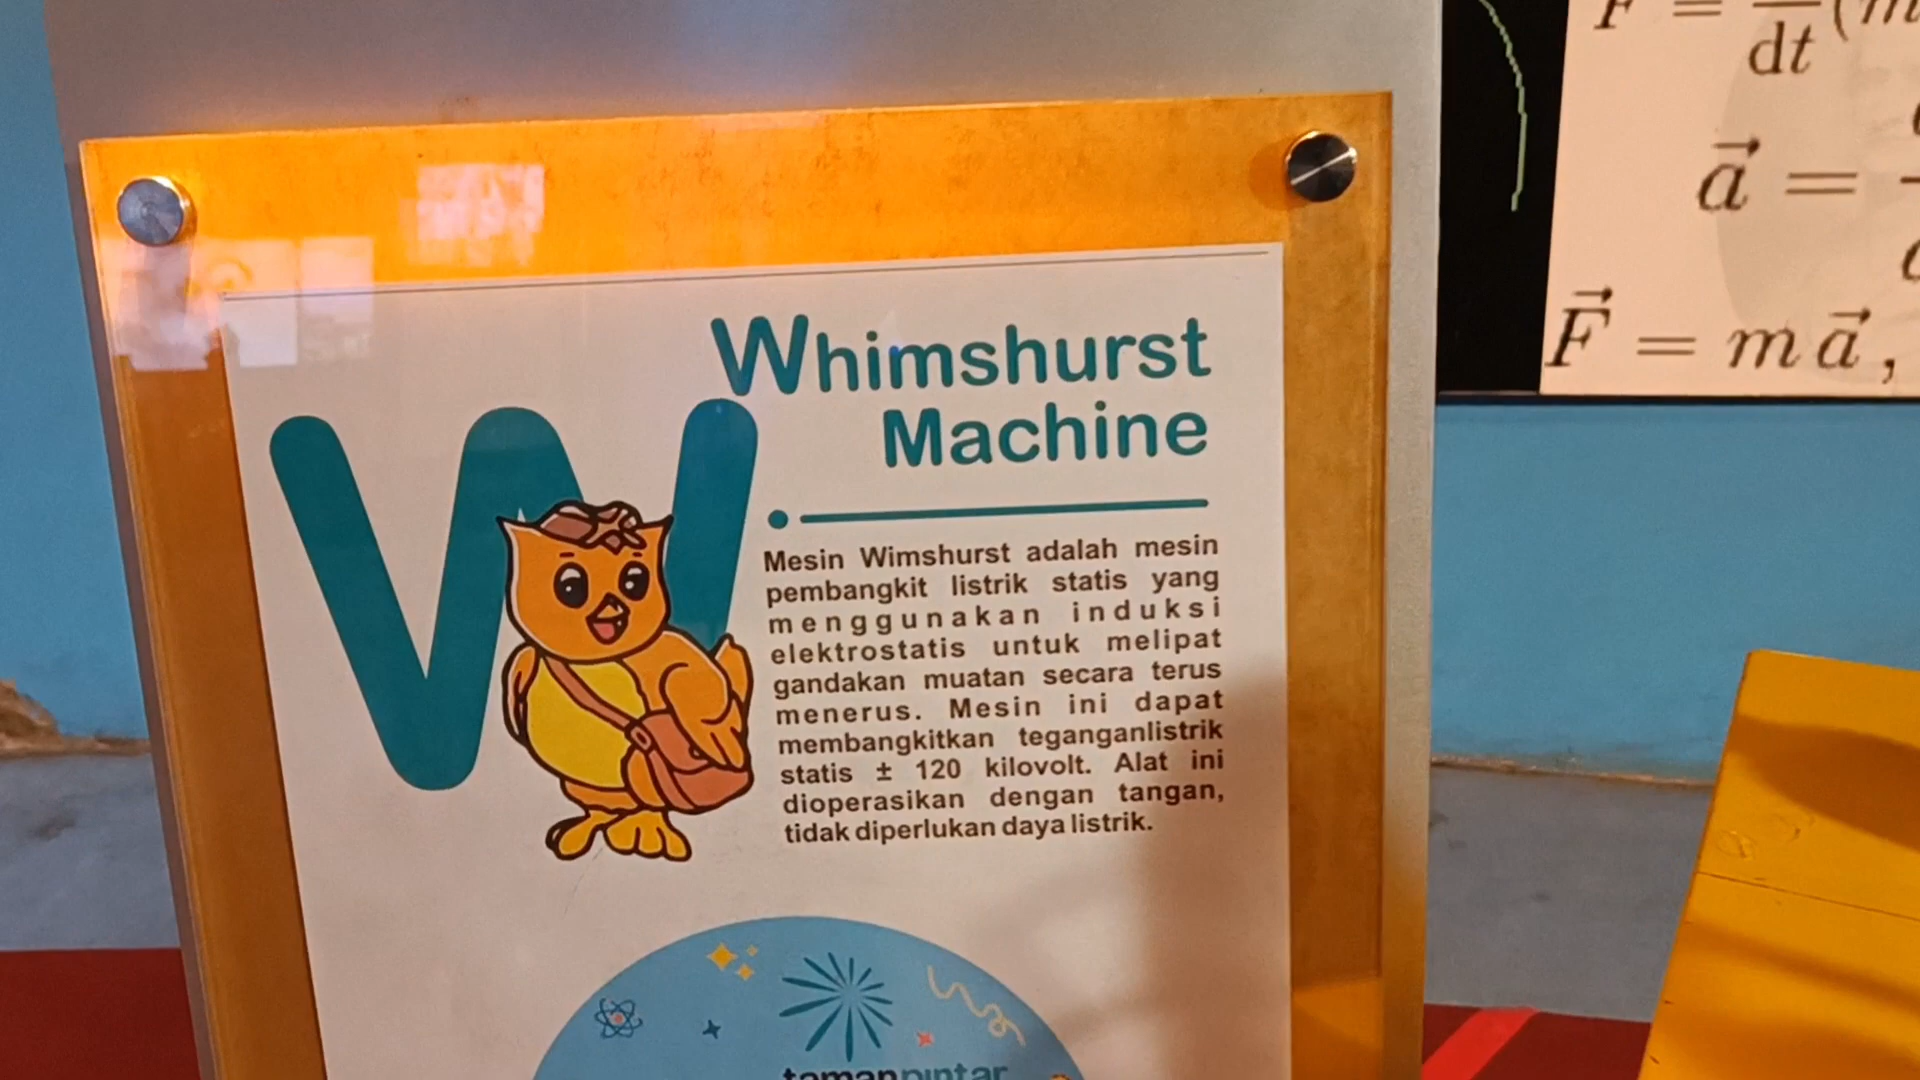 Whimshurst
Machine
W
Mesin Wimshurst adalah mesin
pembangkit listrik statis yang
menggunakan induksi
elektrostatis untuk melipat
gandakan muatan secara terus
menerus. Mesin ini dapat
membangkitkan teganganlistrik
statis ± 120 kilovolt. Alat ini
dioperasikan dengan tangan,
tidak diperlukan daya listrik.
tamanpintar
dt
a⃗ =
F⃗ = m a⃗ ,